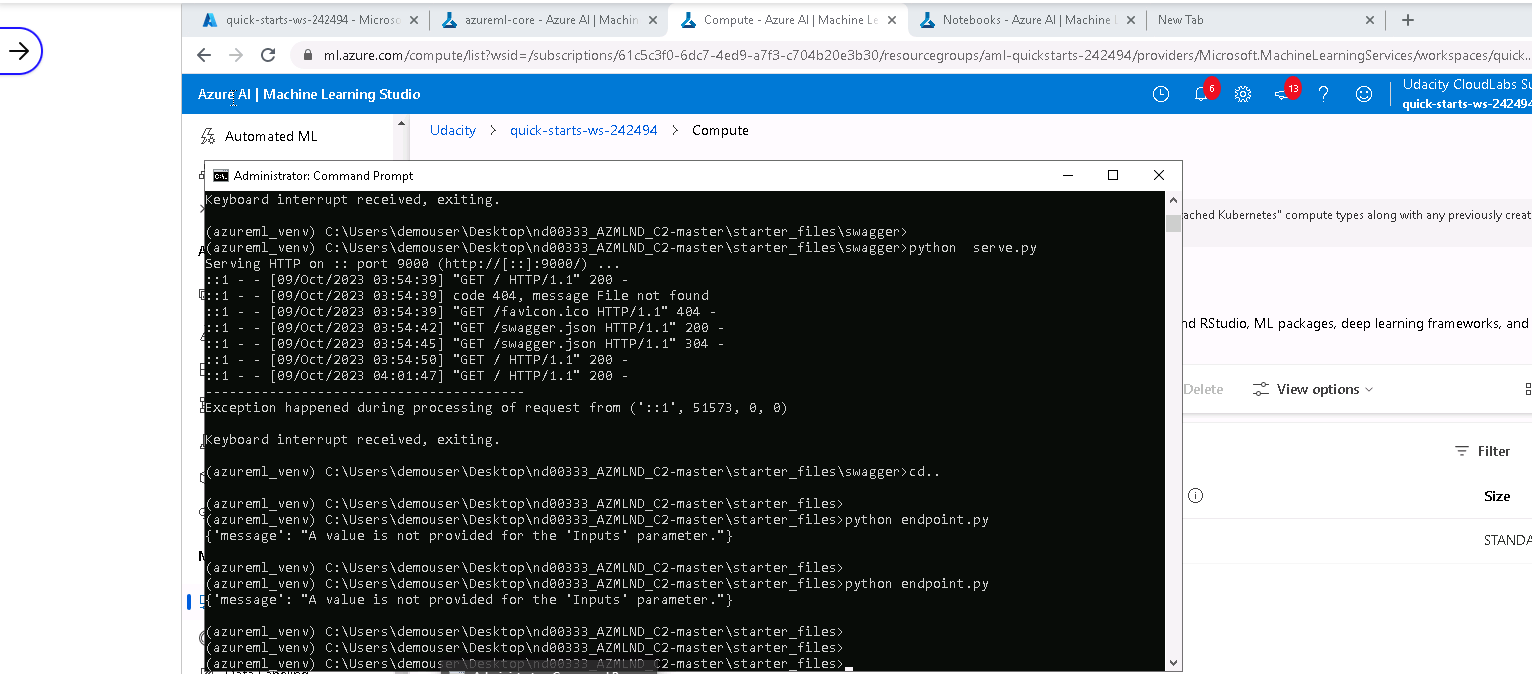 quick-starts-ws-242494 - Microso
azureml-core - Azure AI | Machin
Compute - Azure AI | Machine Le
Notebooks - Azure AI | Machine L
New Tab
ml.azure.com/compute/list?wsid=/subscriptions/61c5c3f0-6dc7-4ed9-a7f3-c704b20e3b30/resourcegroups/aml-quickstarts-242494/providers/Microsoft.MachineLearningServices/workspaces/quick...
Azure AI | Machine Learning Studio
6
13
Udacity CloudLabs Su
quick-starts-ws-242494
Automated ML
Udacity > quick-starts-ws-242494 > Compute
Administrator: Command Prompt
Keyboard interrupt received, exiting.
(azureml_venv) C:\Users\demouser\Desktop\nd00333_AZMLND_C2-master\starter_files\swagger>
(azureml_venv) C:\Users\demouser\Desktop\nd00333_AZMLND_C2-master\starter_files\swagger>python  serve.py
Serving HTTP on :: port 9000 (http://[::]:9000/) ...
::1 - - [09/Oct/2023 03:54:39] "GET / HTTP/1.1" 200 -
::1 - - [09/Oct/2023 03:54:39] code 404, message File not found
::1 - - [09/Oct/2023 03:54:39] "GET /favicon.ico HTTP/1.1" 404 -
::1 - - [09/Oct/2023 03:54:42] "GET /swagger.json HTTP/1.1" 200 -
::1 - - [09/Oct/2023 03:54:45] "GET /swagger.json HTTP/1.1" 304 -
::1 - - [09/Oct/2023 03:54:50] "GET / HTTP/1.1" 200 -
::1 - - [09/Oct/2023 04:01:47] "GET / HTTP/1.1" 200 -
----------------------------------------
Exception happened during processing of request from ('::1', 51573, 0, 0)
Keyboard interrupt received, exiting.
(azureml_venv) C:\Users\demouser\Desktop\nd00333_AZMLND_C2-master\starter_files\swagger>cd..
(azureml_venv) C:\Users\demouser\Desktop\nd00333_AZMLND_C2-master\starter_files>
(azureml_venv) C:\Users\demouser\Desktop\nd00333_AZMLND_C2-master\starter_files>python endpoint.py
{'message': "A value is not provided for the 'Inputs' parameter."}
(azureml_venv) C:\Users\demouser\Desktop\nd00333_AZMLND_C2-master\starter_files>
(azureml_venv) C:\Users\demouser\Desktop\nd00333_AZMLND_C2-master\starter_files>python endpoint.py
{'message': "A value is not provided for the 'Inputs' parameter."}
(azureml_venv) C:\Users\demouser\Desktop\nd00333_AZMLND_C2-master\starter_files>
(azureml_venv) C:\Users\demouser\Desktop\nd00333_AZMLND_C2-master\starter_files>
(azureml_venv) C:\Users\demouser\Desktop\nd00333_AZMLND_C2-master\starter_files>
ached Kubernetes" compute types along with any previously creat
nd RStudio, ML packages, deep learning frameworks, and
Delete
View options
Filter
Size
STANDA